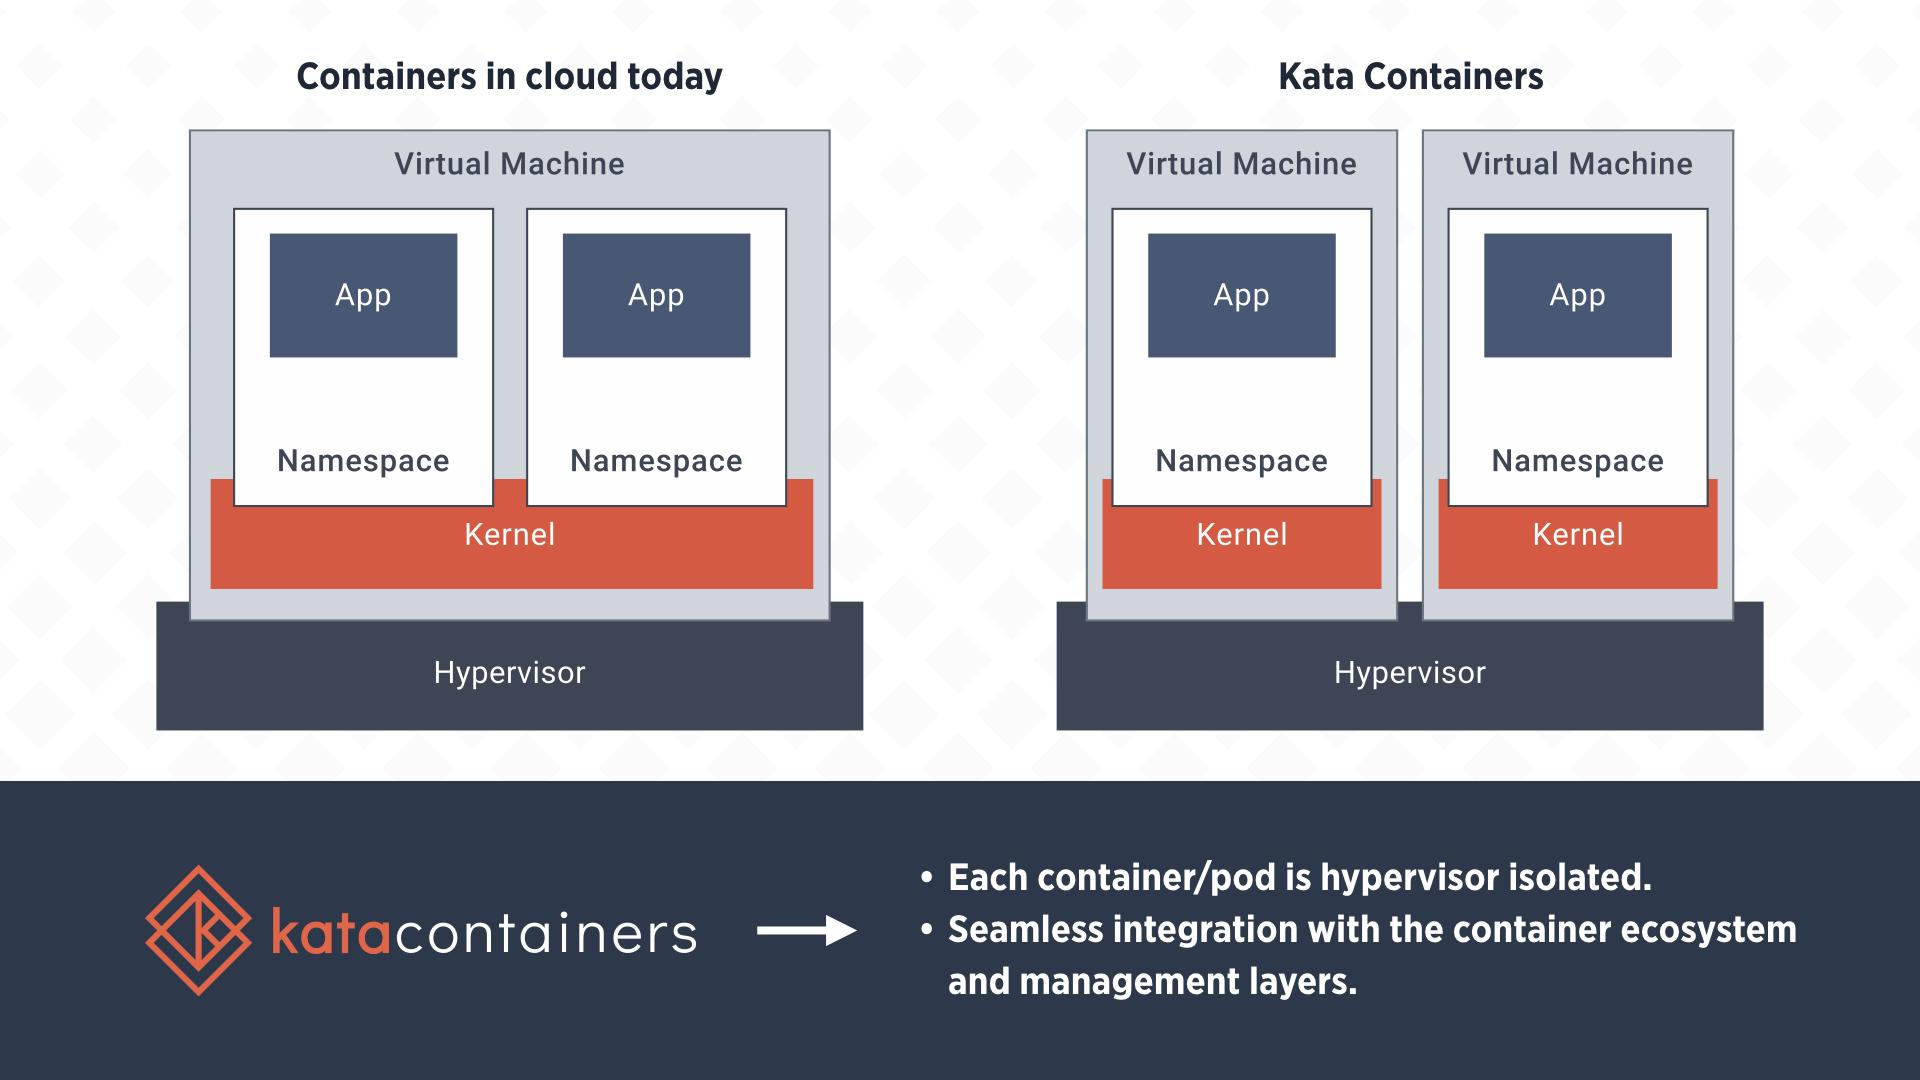 Containers in cloud today
Virtual Machine
App
App
Namespace
Namespace
Kernel
Hypervisor
Kata Containers
Virtual Machine
Virtual Machine
App
App
Namespace
Namespace
Kernel
Kernel
Hypervisor
katacontainers
• Each container/pod is hypervisor isolated.
• Seamless integration with the container ecosystem
and management layers.